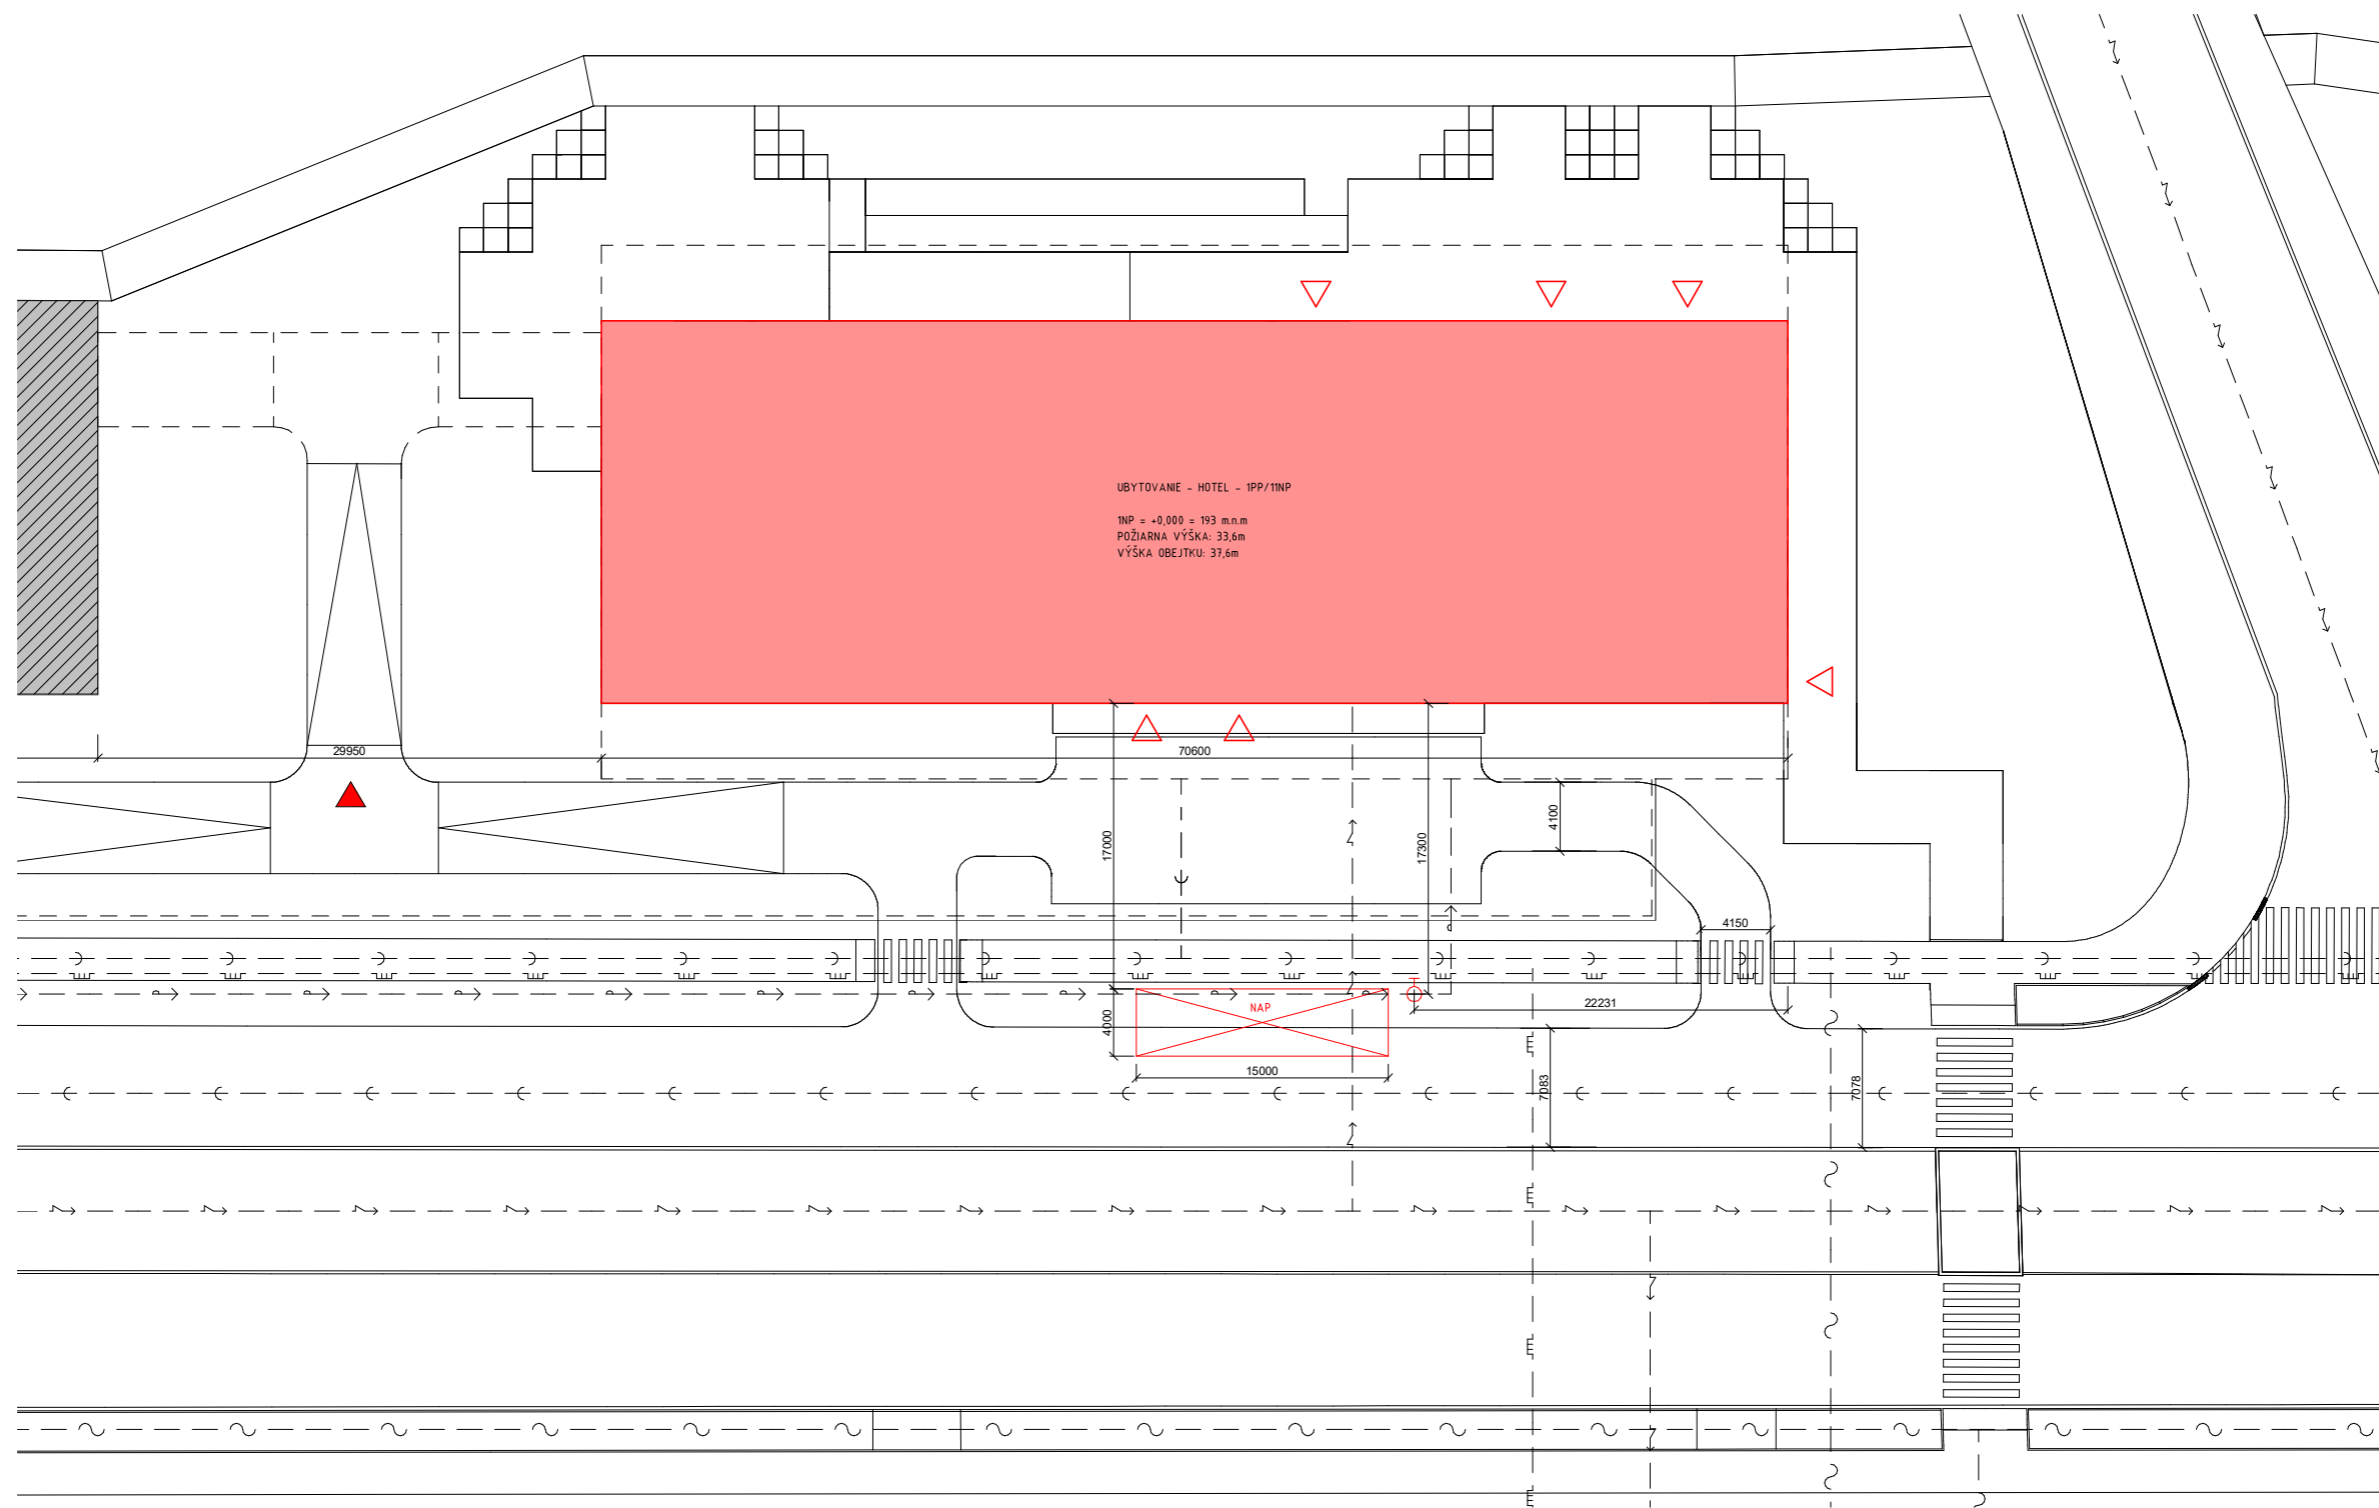 UBYTOVANIE - HOTEL - 1PP/11NP
1NP = +0,000 = 193 m.n.m
POŽIARNA VÝŠKA: 33,6m
VÝŠKA OBEJTKU: 37,6m
29950
70600
17000
17300
4100
4150
NAP
22231
4000
15000
7083
7078